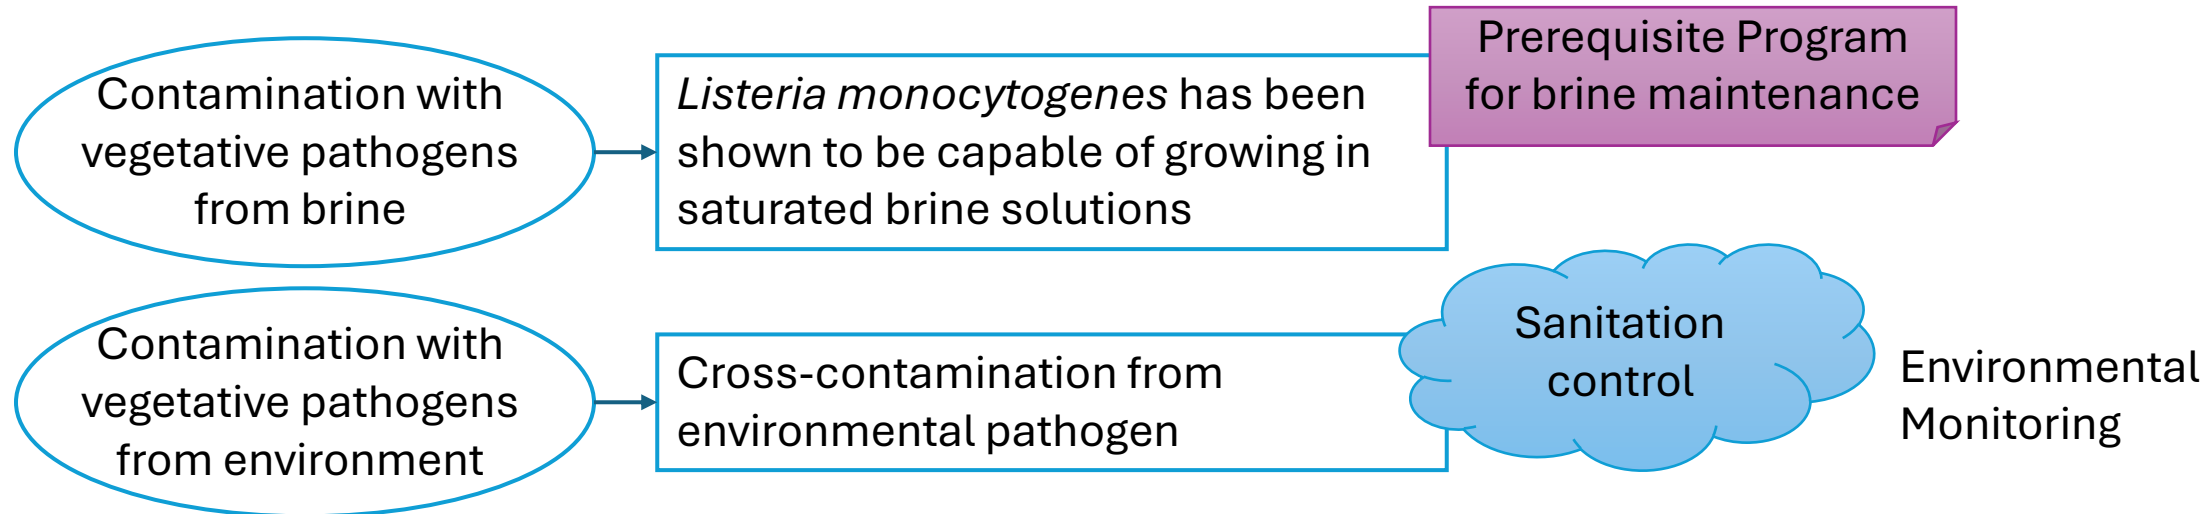 Contamination with
vegetative pathogens
from brine
Listeria monocytogenes has been
shown to be capable of growing in
saturated brine solutions
Prerequisite Program
for brine maintenance
Contamination with
vegetative pathogens
from environment
Cross-contamination from
environmental pathogen
Sanitation
control
Environmental
Monitoring